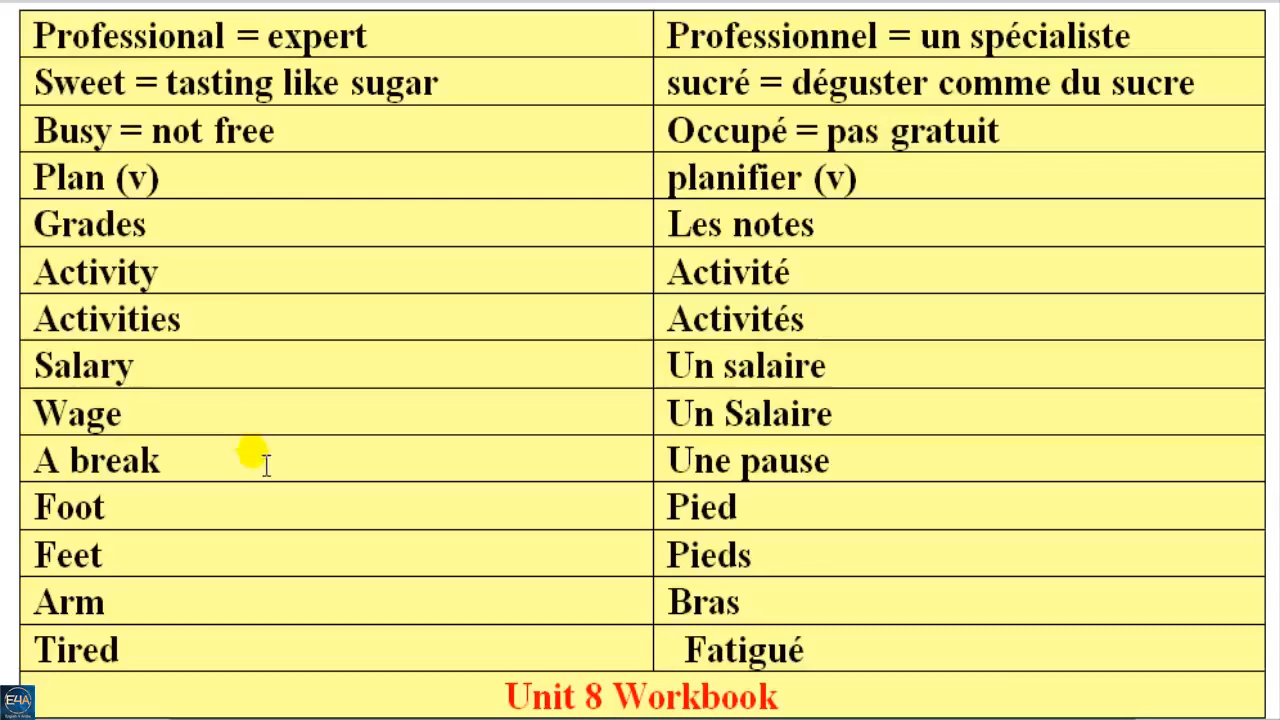 Professional = expert
Professionnel = un spécialiste
Sweet = tasting like sugar
sucré = déguster comme du sucre
Busy = not free
Occupé = pas gratuit
Plan (v)
planifier (v)
Grades
Les notes
Activity
Activité
Activities
Activités
Salary
Un salaire
Wage
Un Salaire
A break
Une pause
Foot
Pied
Feet
Pieds
Arm
Bras
Tired
Fatigué
Unit 8 Workbook
E4A